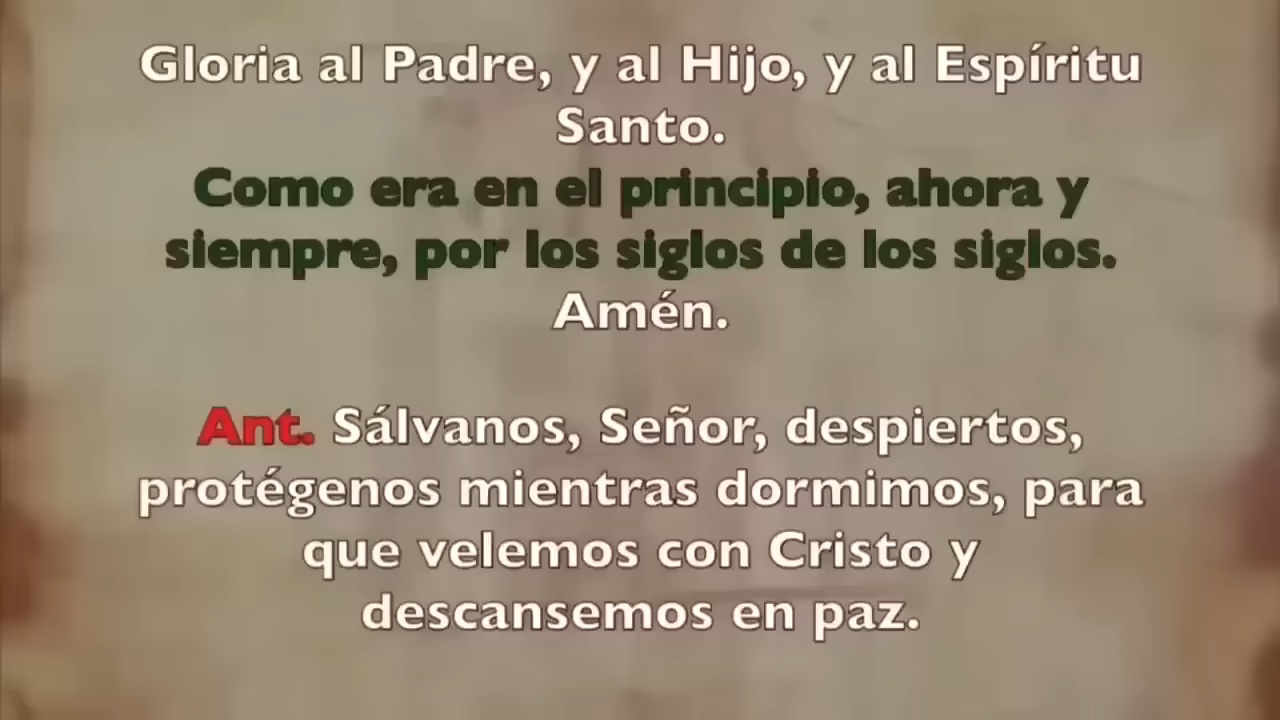 Gloria al Padre, y al Hijo, y al Espíritu
Santo.
Como era en el principio, ahora y
siempre, por los siglos de los siglos.
Amén.
Ant. Sálvanos, Señor, despiertos,
protégenos mientras dormimos, para
que velemos con Cristo y
descansemos en paz.